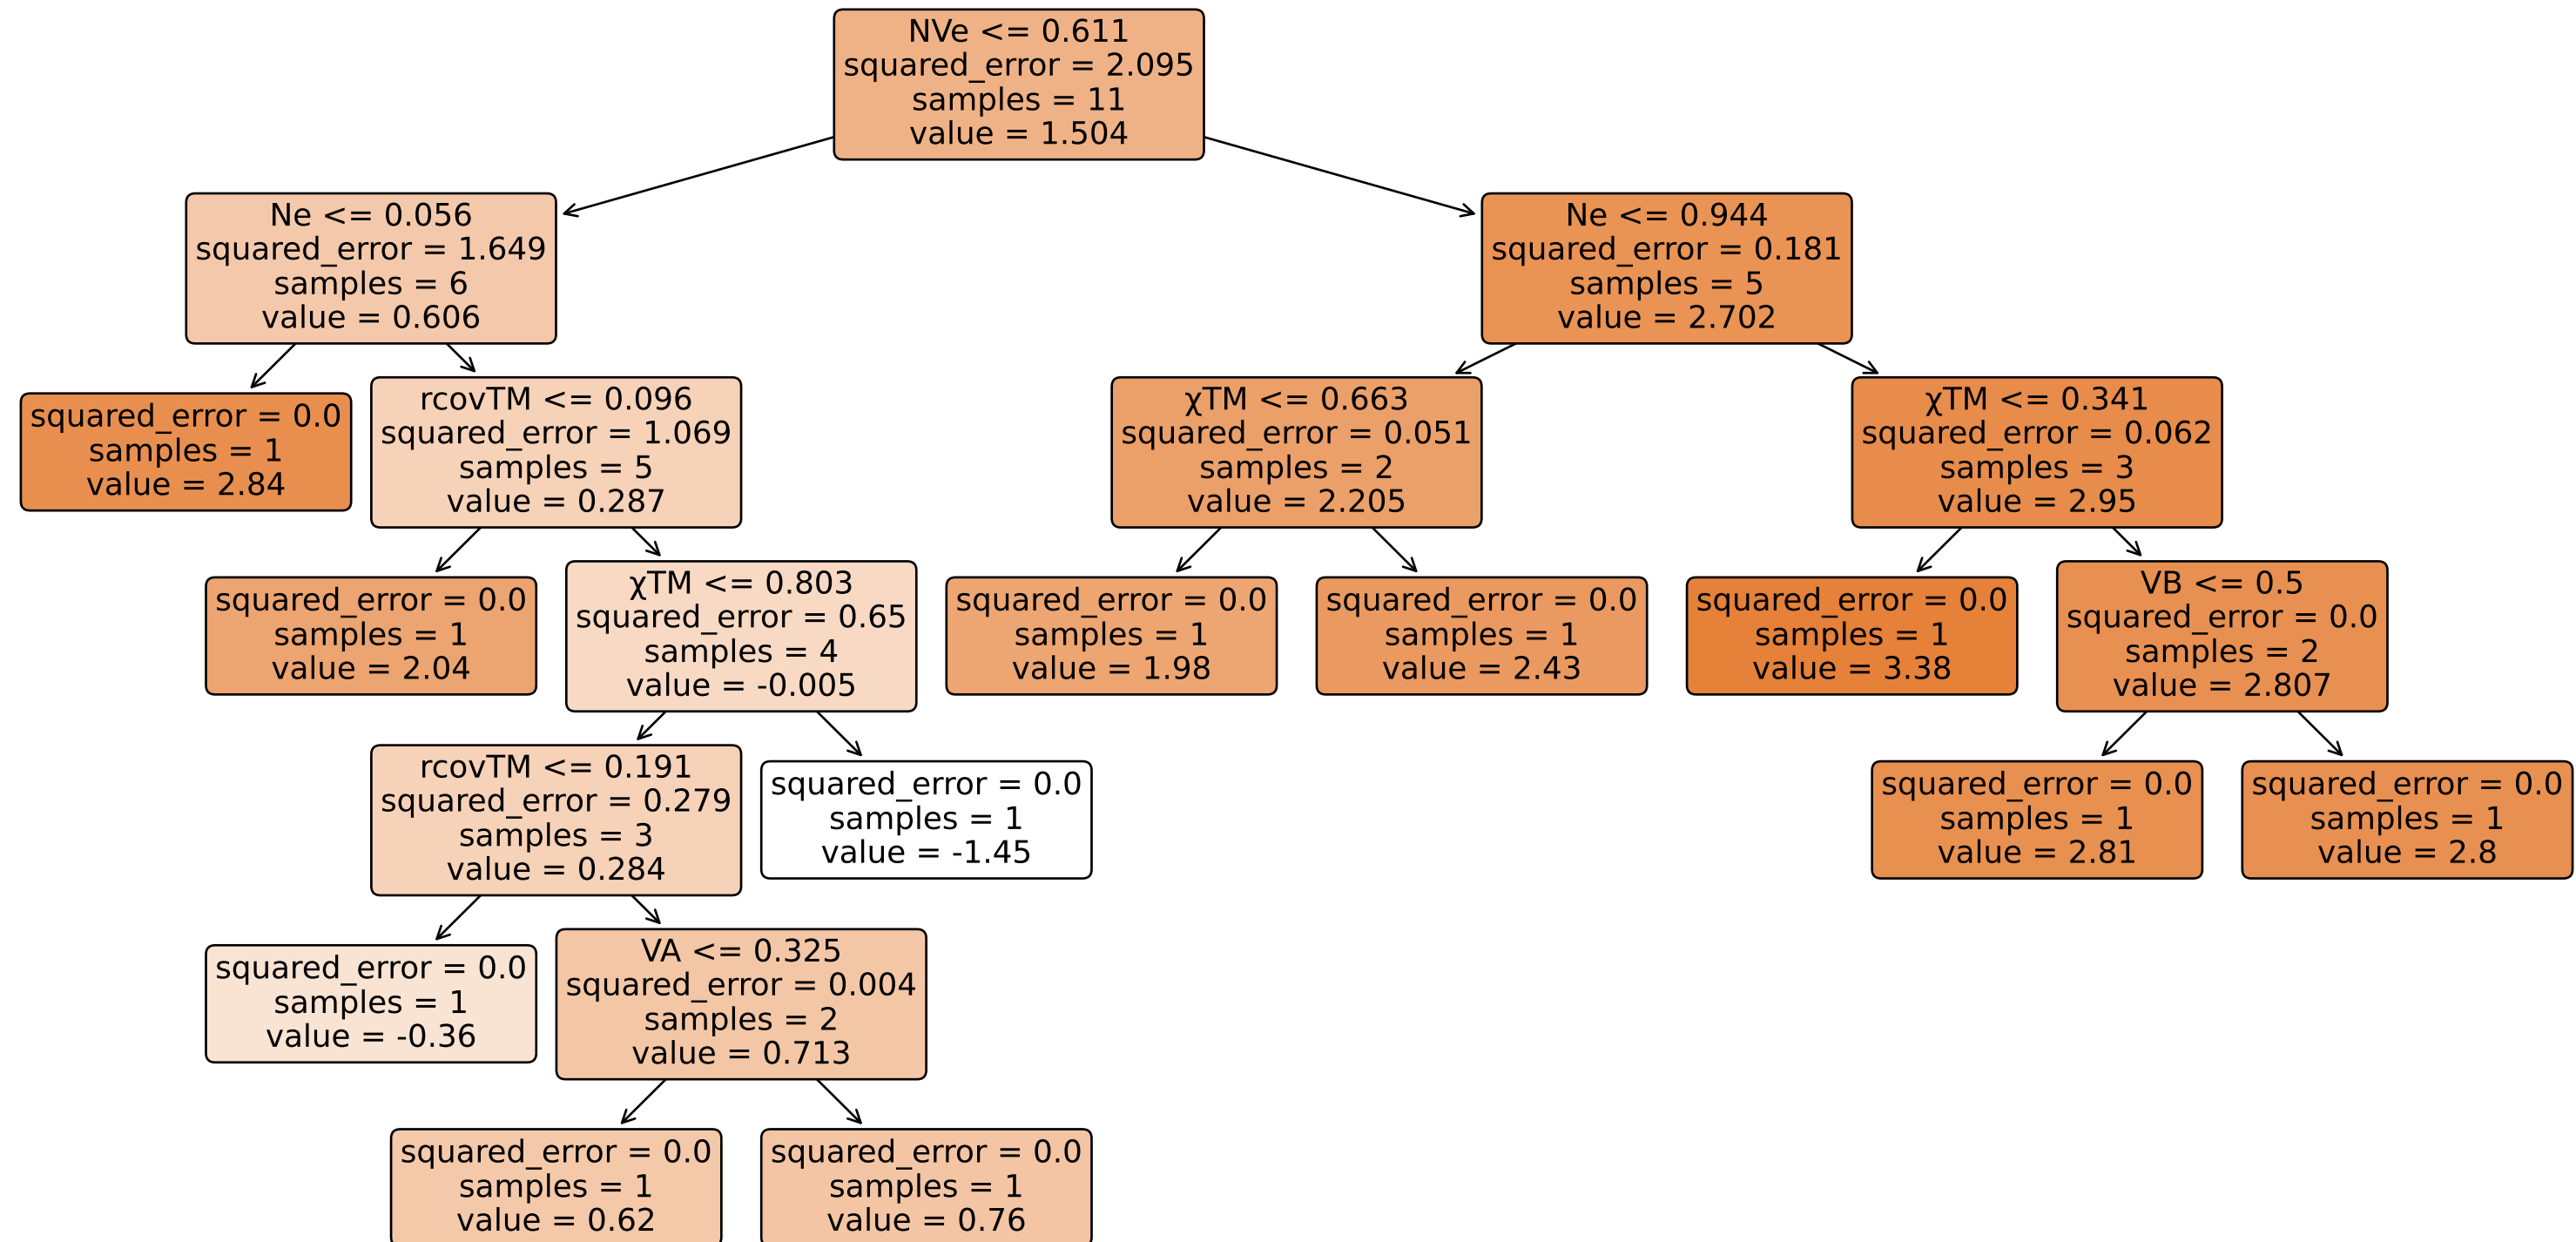 NVe <= 0.611
squared_error = 2.095
samples = 11
value = 1.504
Ne <= 0.056
squared_error = 1.649
samples = 6
value = 0.606
Ne <= 0.944
squared_error = 0.181
samples = 5
value = 2.702
squared_error = 0.0
samples = 1
value = 2.84
rcovTM <= 0.096
squared_error = 1.069
samples = 5
value = 0.287
χTM <= 0.663
squared_error = 0.051
samples = 2
value = 2.205
χTM <= 0.341
squared_error = 0.062
samples = 3
value = 2.95
squared_error = 0.0
samples = 1
value = 2.04
χTM <= 0.803
squared_error = 0.65
samples = 4
value = -0.005
squared_error = 0.0
samples = 1
value = 1.98
squared_error = 0.0
samples = 1
value = 2.43
squared_error = 0.0
samples = 1
value = 3.38
VB <= 0.5
squared_error = 0.0
samples = 2
value = 2.807
rcovTM <= 0.191
squared_error = 0.279
samples = 3
value = 0.284
squared_error = 0.0
samples = 1
value = -1.45
squared_error = 0.0
samples = 1
value = 2.81
squared_error = 0.0
samples = 1
value = 2.8
squared_error = 0.0
samples = 1
value = -0.36
VA <= 0.325
squared_error = 0.004
samples = 2
value = 0.713
squared_error = 0.0
samples = 1
value = 0.62
squared_error = 0.0
samples = 1
value = 0.76